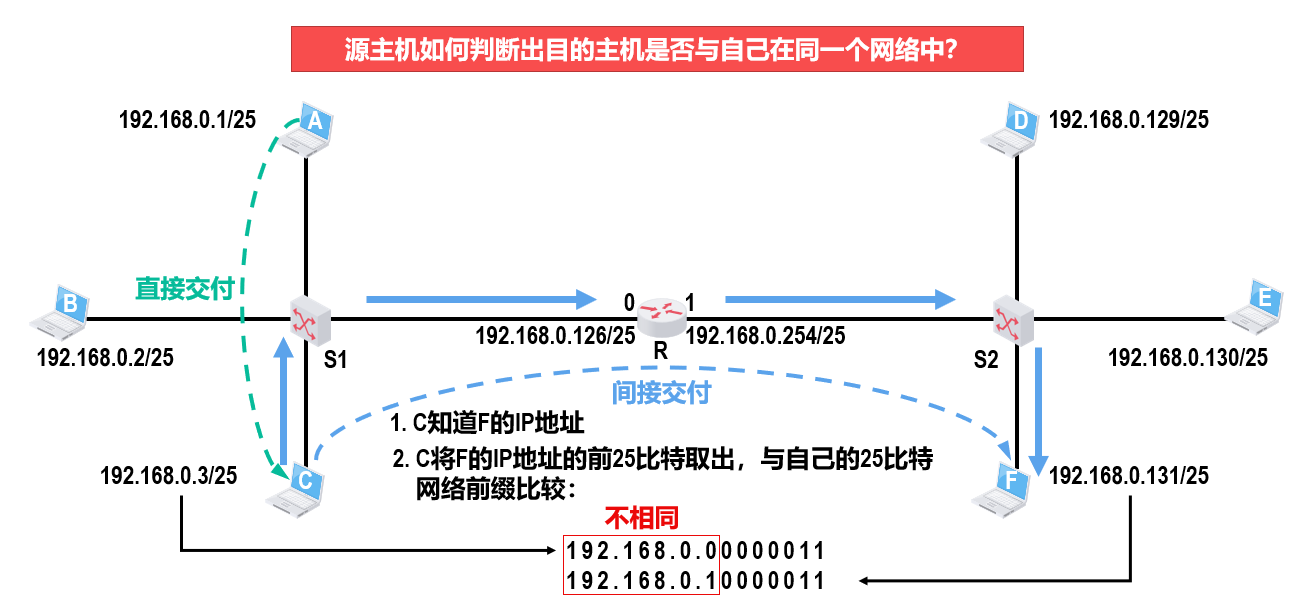 源主机如何判断出目的主机是否与自己在同一个网络中？
192.168.0.1/25
A
D
192.168.0.129/25
直接交付
B
0
1
E
192.168.0.126/25
192.168.0.254/25
192.168.0.2/25
S1
R
S2
192.168.0.130/25
间接交付
1. C知道F的IP地址
2. C将F的IP地址的前25比特取出，与自己的25比特
网络前缀比较：
192.168.0.3/25
C
F
192.168.0.131/25
不相同
192.168.0.00000011
192.168.0.10000011